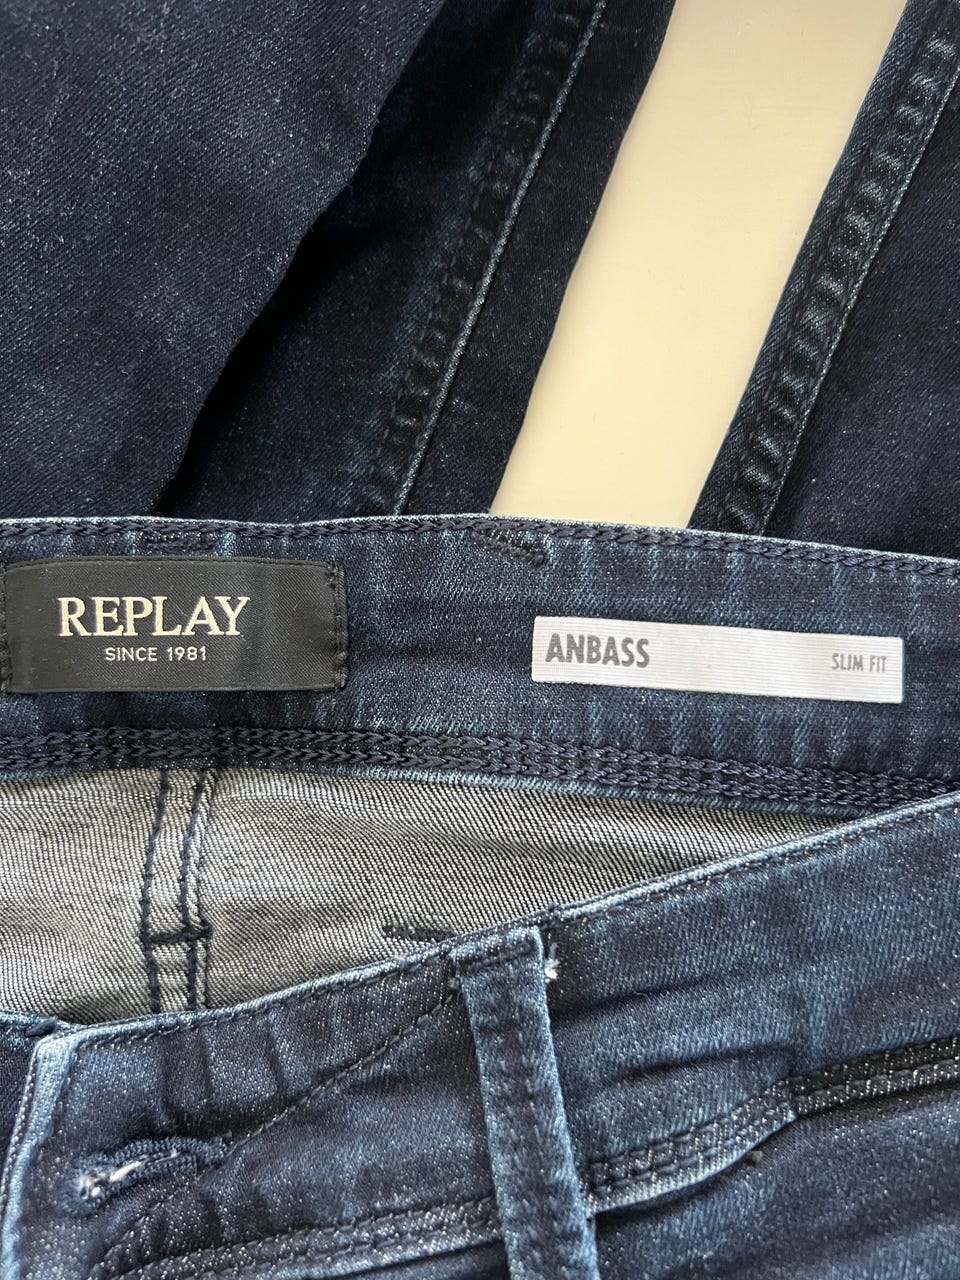 REPLAY
SINCE 1981
ANBASS
SLIM FIT